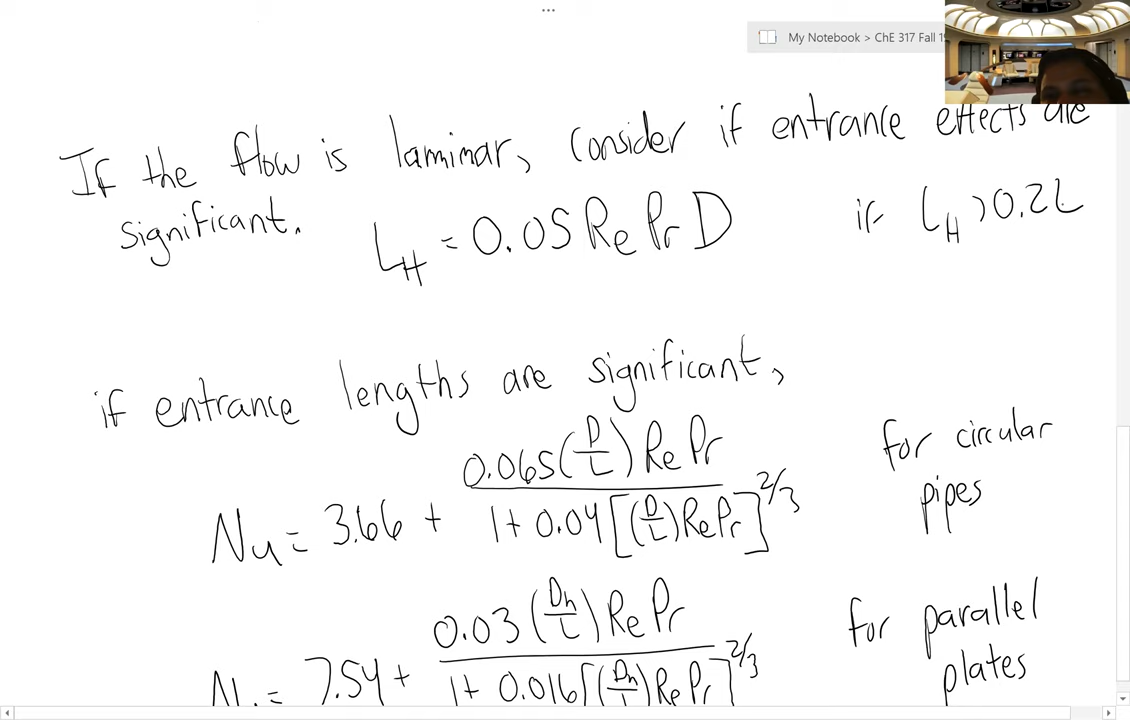 My Notebook > ChE 317 Fall 19
If the flow is laminar, consider if entrance effects are
significant.
L_H = 0.05 Re Pr D if L_H > 0.2L
if entrance lengths are significant,
Nu = 3.66 + 0.065(D/L) Re Pr / 1 + 0.04[(D/L) Re Pr]^2/3 for circular
pipes
Nu = 7.54 + 0.03(Dh/L) Re Pr / 1 + 0.016[(Dh/L) Re Pr]^2/3 for parallel
plates